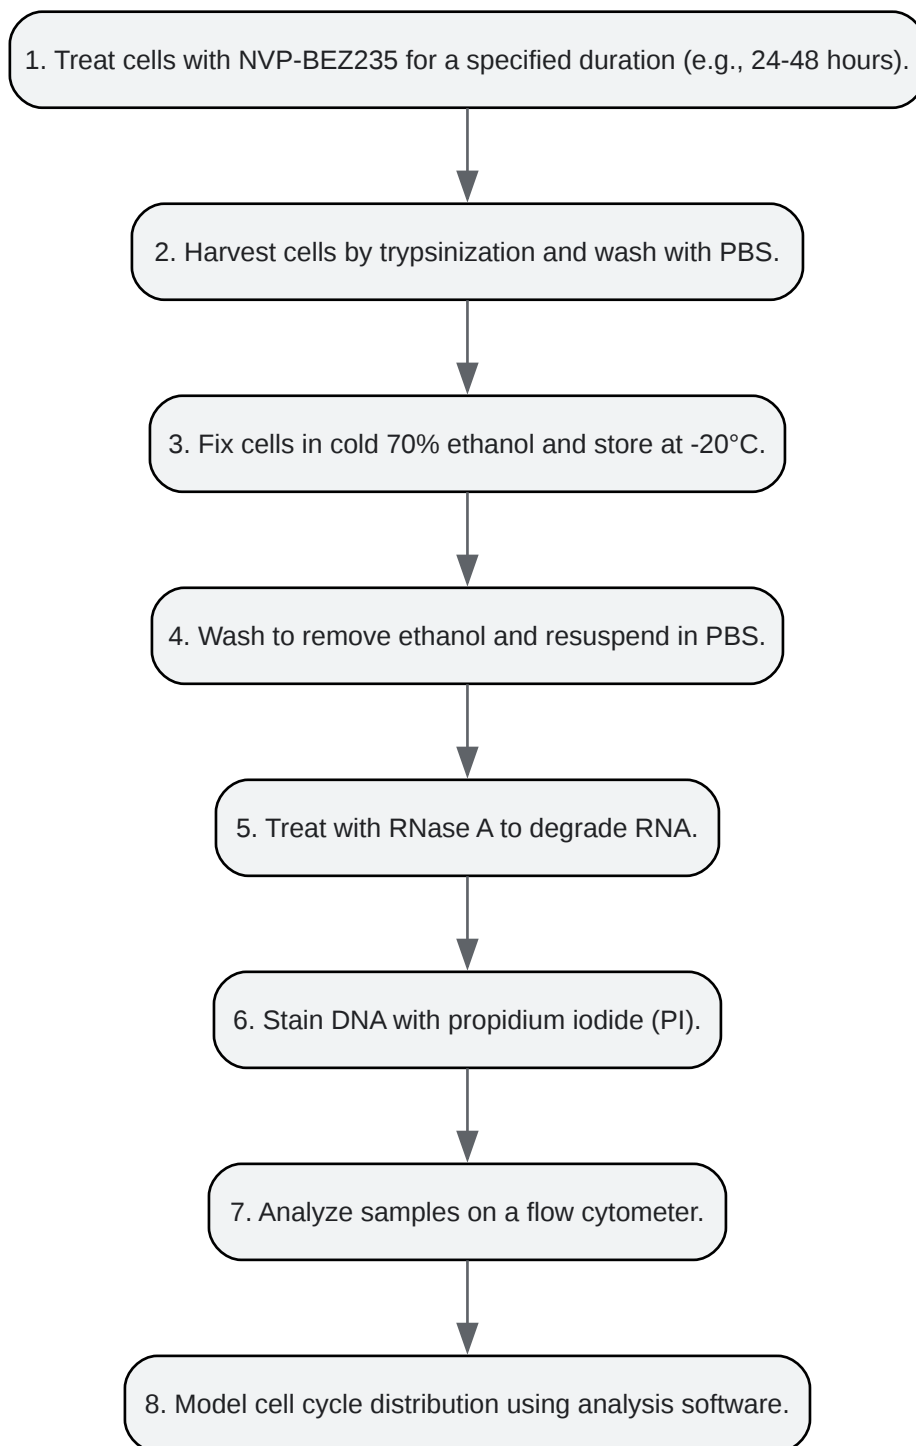 1. Treat cells with NVP-BEZ235 for a specified duration (e.g., 24-48 hours).
2. Harvest cells by trypsinization and wash with PBS.
3. Fix cells in cold 70% ethanol and store at -20°C.
4. Wash to remove ethanol and resuspend in PBS.
5. Treat with RNase A to degrade RNA.
6. Stain DNA with propidium iodide (PI).
7. Analyze samples on a flow cytometer.
8. Model cell cycle distribution using analysis software.